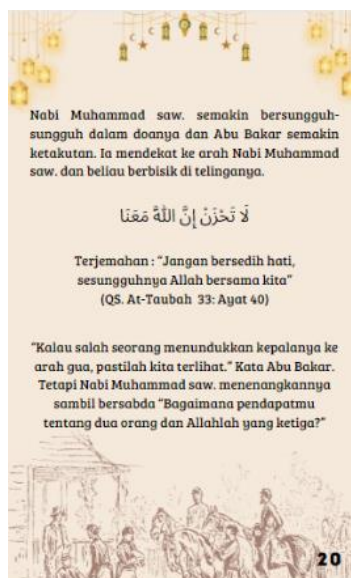 Nabi Muhammad saw. semakin bersungguh-
sungguh dalam doanya dan Abu Bakar semakin
ketakutan. Ia mendekat ke arah Nabi Muhammad
saw. dan beliau berbisik di telinganya.
لَا تَحْزَنْ إِنَّ اللّٰهَ مَعَنَا
Terjemahan : “Jangan bersedih hati,
sesungguhnya Allah bersama kita”
(QS. At-Taubah 33: Ayat 40)
“Kalau salah seorang menundukkan kepalanya ke
arah gua, pastilah kita terlihat.” Kata Abu Bakar.
Tetapi Nabi Muhammad saw. menenangkannya
sambil bersabda “Bagaimana pendapatmu
tentang dua orang dan Allahlah yang ketiga?”
20